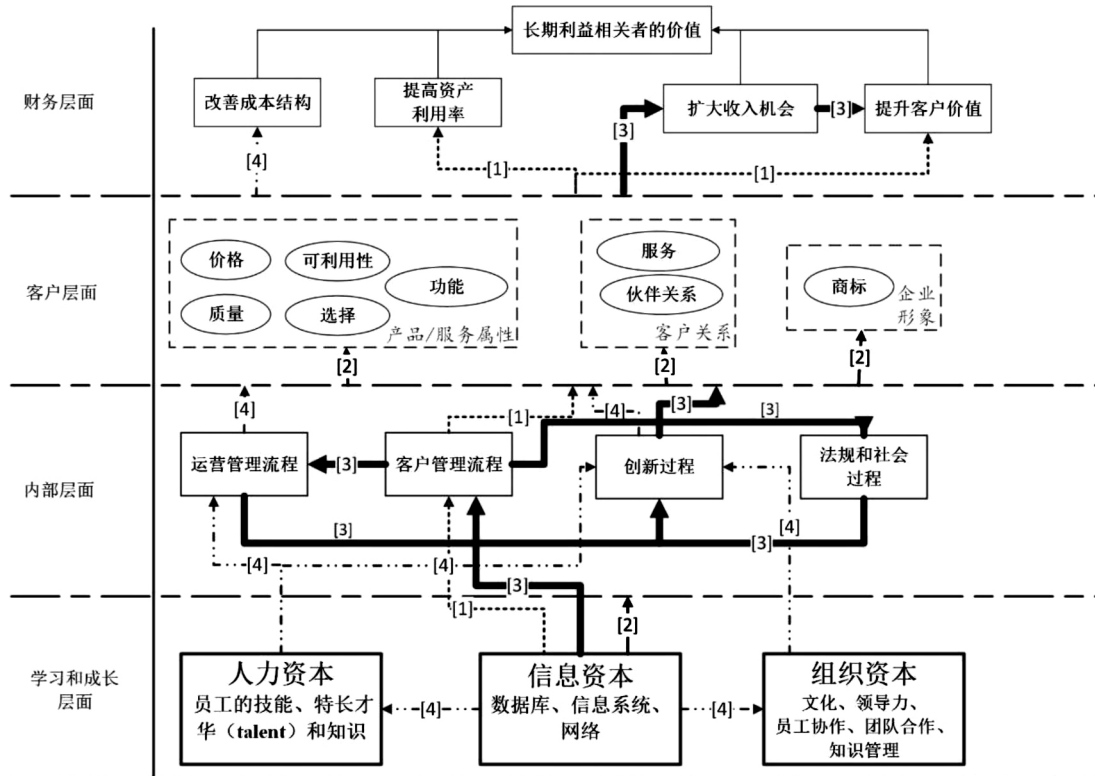 长期利益相关者的价值
财务层面
改善成本结构
提高资产
利用率
扩大收入机会
[3]
提升客户价值
[3]
[4]
[1]
[1]
客户层面
价格
可利用性
功能
质量
选择
产品/服务属性
服务
伙伴关系
客户关系
商标
企业
形象
[2]
[2]
[2]
内部层面
[4]
[1]
[4]
[3]
[3]
运营管理流程
[3]
客户管理流程
创新过程
法规和社会
过程
[3]
[3]
[4]
[4]
[4]
[3]
[1]
[2]
学习和成长
层面
人力资本
员工的技能、特长才
华（talent）和知识
[4]
信息资本
数据库、信息系统、
网络
[4]
组织资本
文化、领导力、
员工协作、团队合作、
知识管理